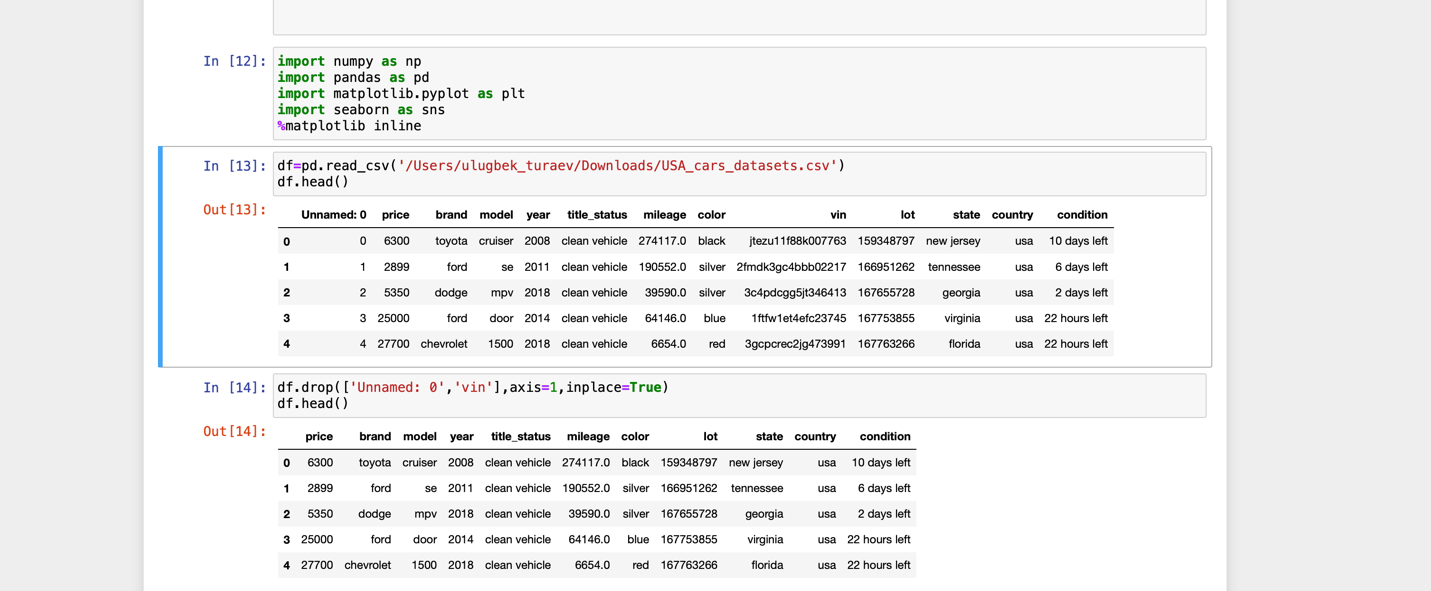 In [12]: import numpy as np
import pandas as pd
import matplotlib.pyplot as plt
import seaborn as sns
%matplotlib inline
In [13]: df=pd.read_csv('/Users/ulugbek_turaev/Downloads/USA_cars_datasets.csv')
df.head()
Out[13]:
Unnamed: 0 price brand model year title_status mileage color vin lot state country condition
0 0 6300 toyota cruiser 2008 clean vehicle 274117.0 black jtezu11f88k007763 159348797 new jersey usa 10 days left
1 1 2899 ford se 2011 clean vehicle 190552.0 silver 2fmdk3gc4bbb02217 166951262 tennessee usa 6 days left
2 2 5350 dodge mpv 2018 clean vehicle 39590.0 silver 3c4pdcgg5jt346413 167655728 georgia usa 2 days left
3 3 25000 ford door 2014 clean vehicle 64146.0 blue 1ftfw1et4efc23745 167753855 virginia usa 22 hours left
4 4 27700 chevrolet 1500 2018 clean vehicle 6654.0 red 3gcpcrec2jg473991 167763266 florida usa 22 hours left
In [14]: df.drop(['Unnamed: 0','vin'],axis=1,inplace=True)
df.head()
Out[14]:
price brand model year title_status mileage color lot state country condition
0 6300 toyota cruiser 2008 clean vehicle 274117.0 black 159348797 new jersey usa 10 days left
1 2899 ford se 2011 clean vehicle 190552.0 silver 166951262 tennessee usa 6 days left
2 5350 dodge mpv 2018 clean vehicle 39590.0 silver 167655728 georgia usa 2 days left
3 25000 ford door 2014 clean vehicle 64146.0 blue 167753855 virginia usa 22 hours left
4 27700 chevrolet 1500 2018 clean vehicle 6654.0 red 167763266 florida usa 22 hours left